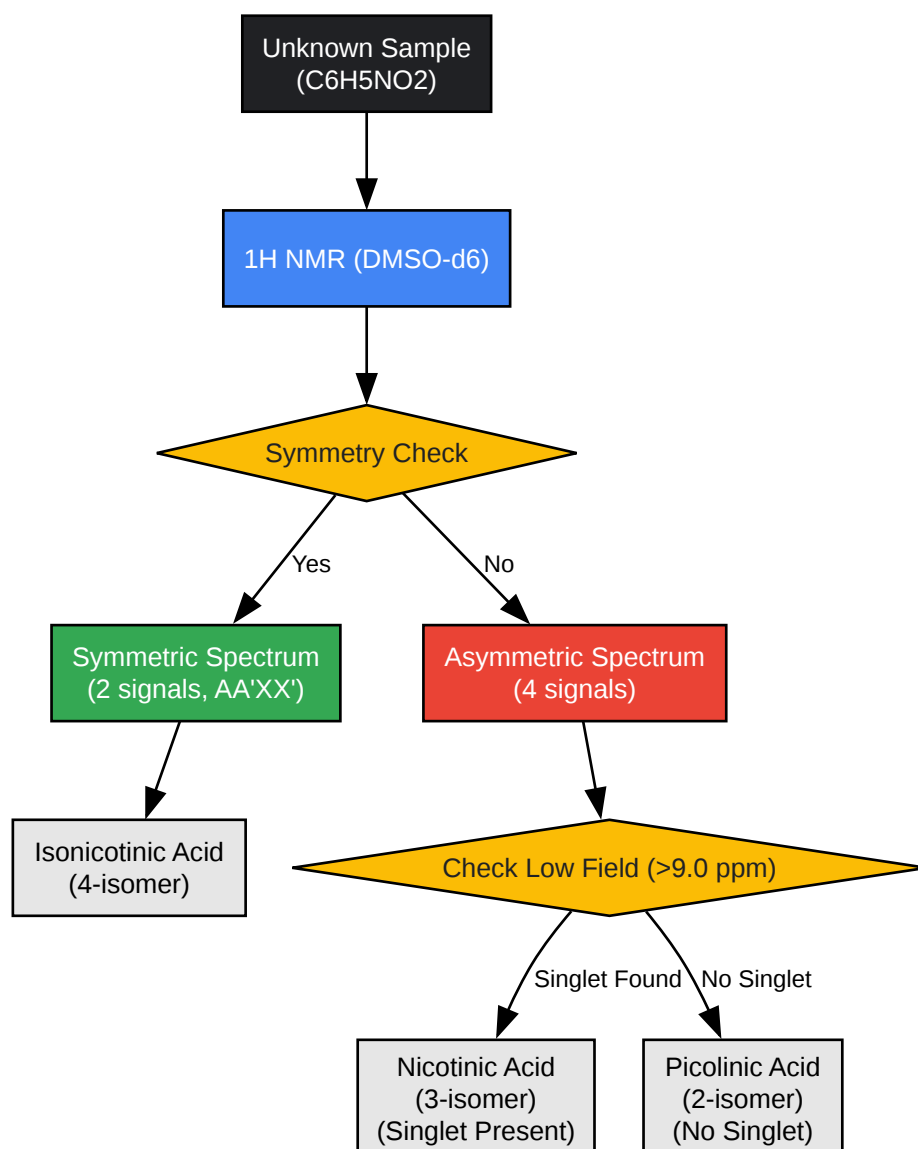 Unknown Sample
(C6H5NO2)
1H NMR (DMSO-d6)
Symmetry Check
Yes
No
Symmetric Spectrum
(2 signals, AA'XX')
Asymmetric Spectrum
(4 signals)
Isonicotinic Acid
(4-isomer)
Check Low Field (>9.0 ppm)
Singlet Found
No Singlet
Nicotinic Acid
(3-isomer)
(Singlet Present)
Picolinic Acid
(2-isomer)
(No Singlet)